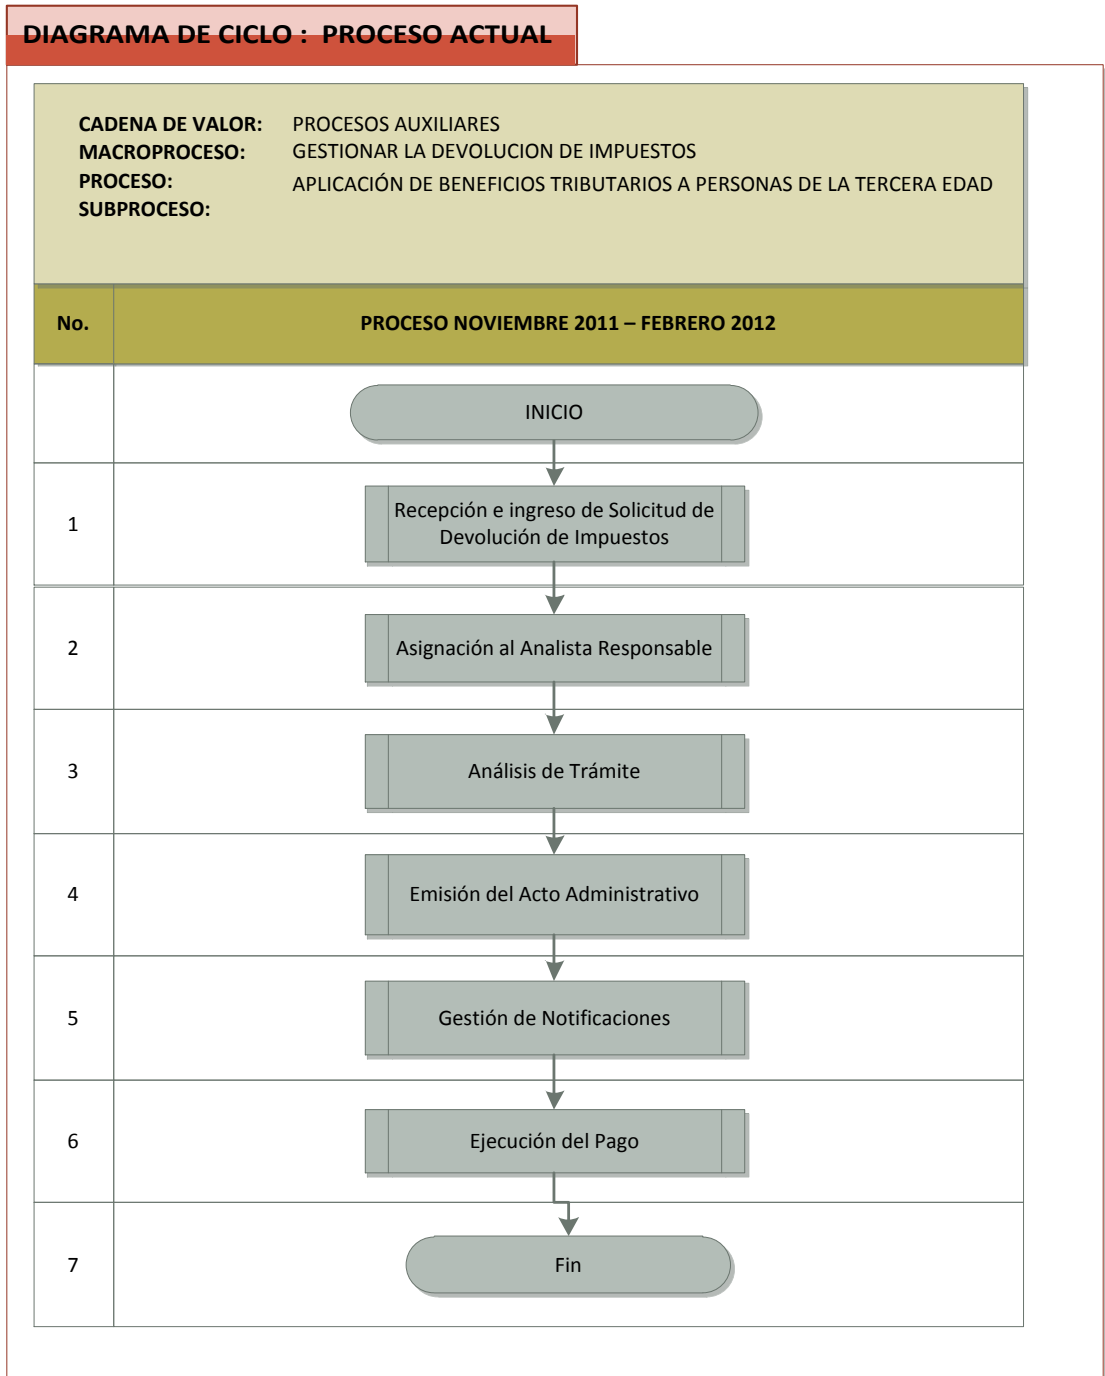 DIAGRAMA DE CICLO : PROCESO ACTUAL
CADENA DE VALOR: PROCESOS AUXILIARES
MACROPROCESO: GESTIONAR LA DEVOLUCION DE IMPUESTOS
PROCESO: APLICACIÓN DE BENEFICIOS TRIBUTARIOS A PERSONAS DE LA TERCERA EDAD
SUBPROCESO:
No. PROCESO NOVIEMBRE 2011 – FEBRERO 2012
INICIO
1 Recepción e ingreso de Solicitud de
Devolución de Impuestos
2 Asignación al Analista Responsable
3 Análisis de Trámite
4 Emisión del Acto Administrativo
5 Gestión de Notificaciones
6 Ejecución del Pago
7 Fin